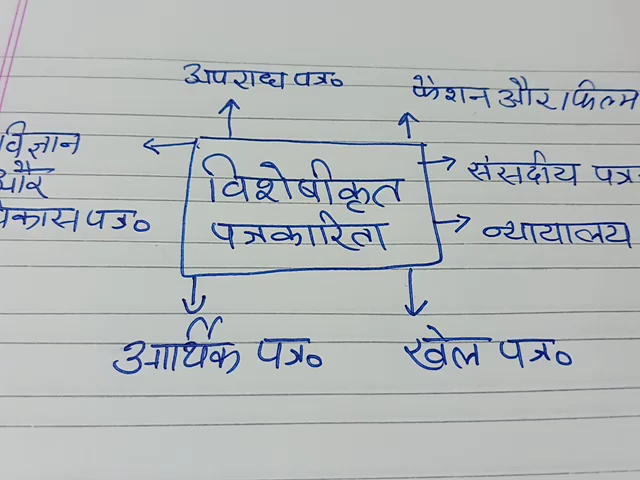 अपराध पत्र०
फैशन और फिल्म
विज्ञान
और
विकास पत्र०
विशेषीकृत
पत्रकारिता
संसदीय पत्र
न्यायालय
आर्थिक पत्र०
खेल पत्र०